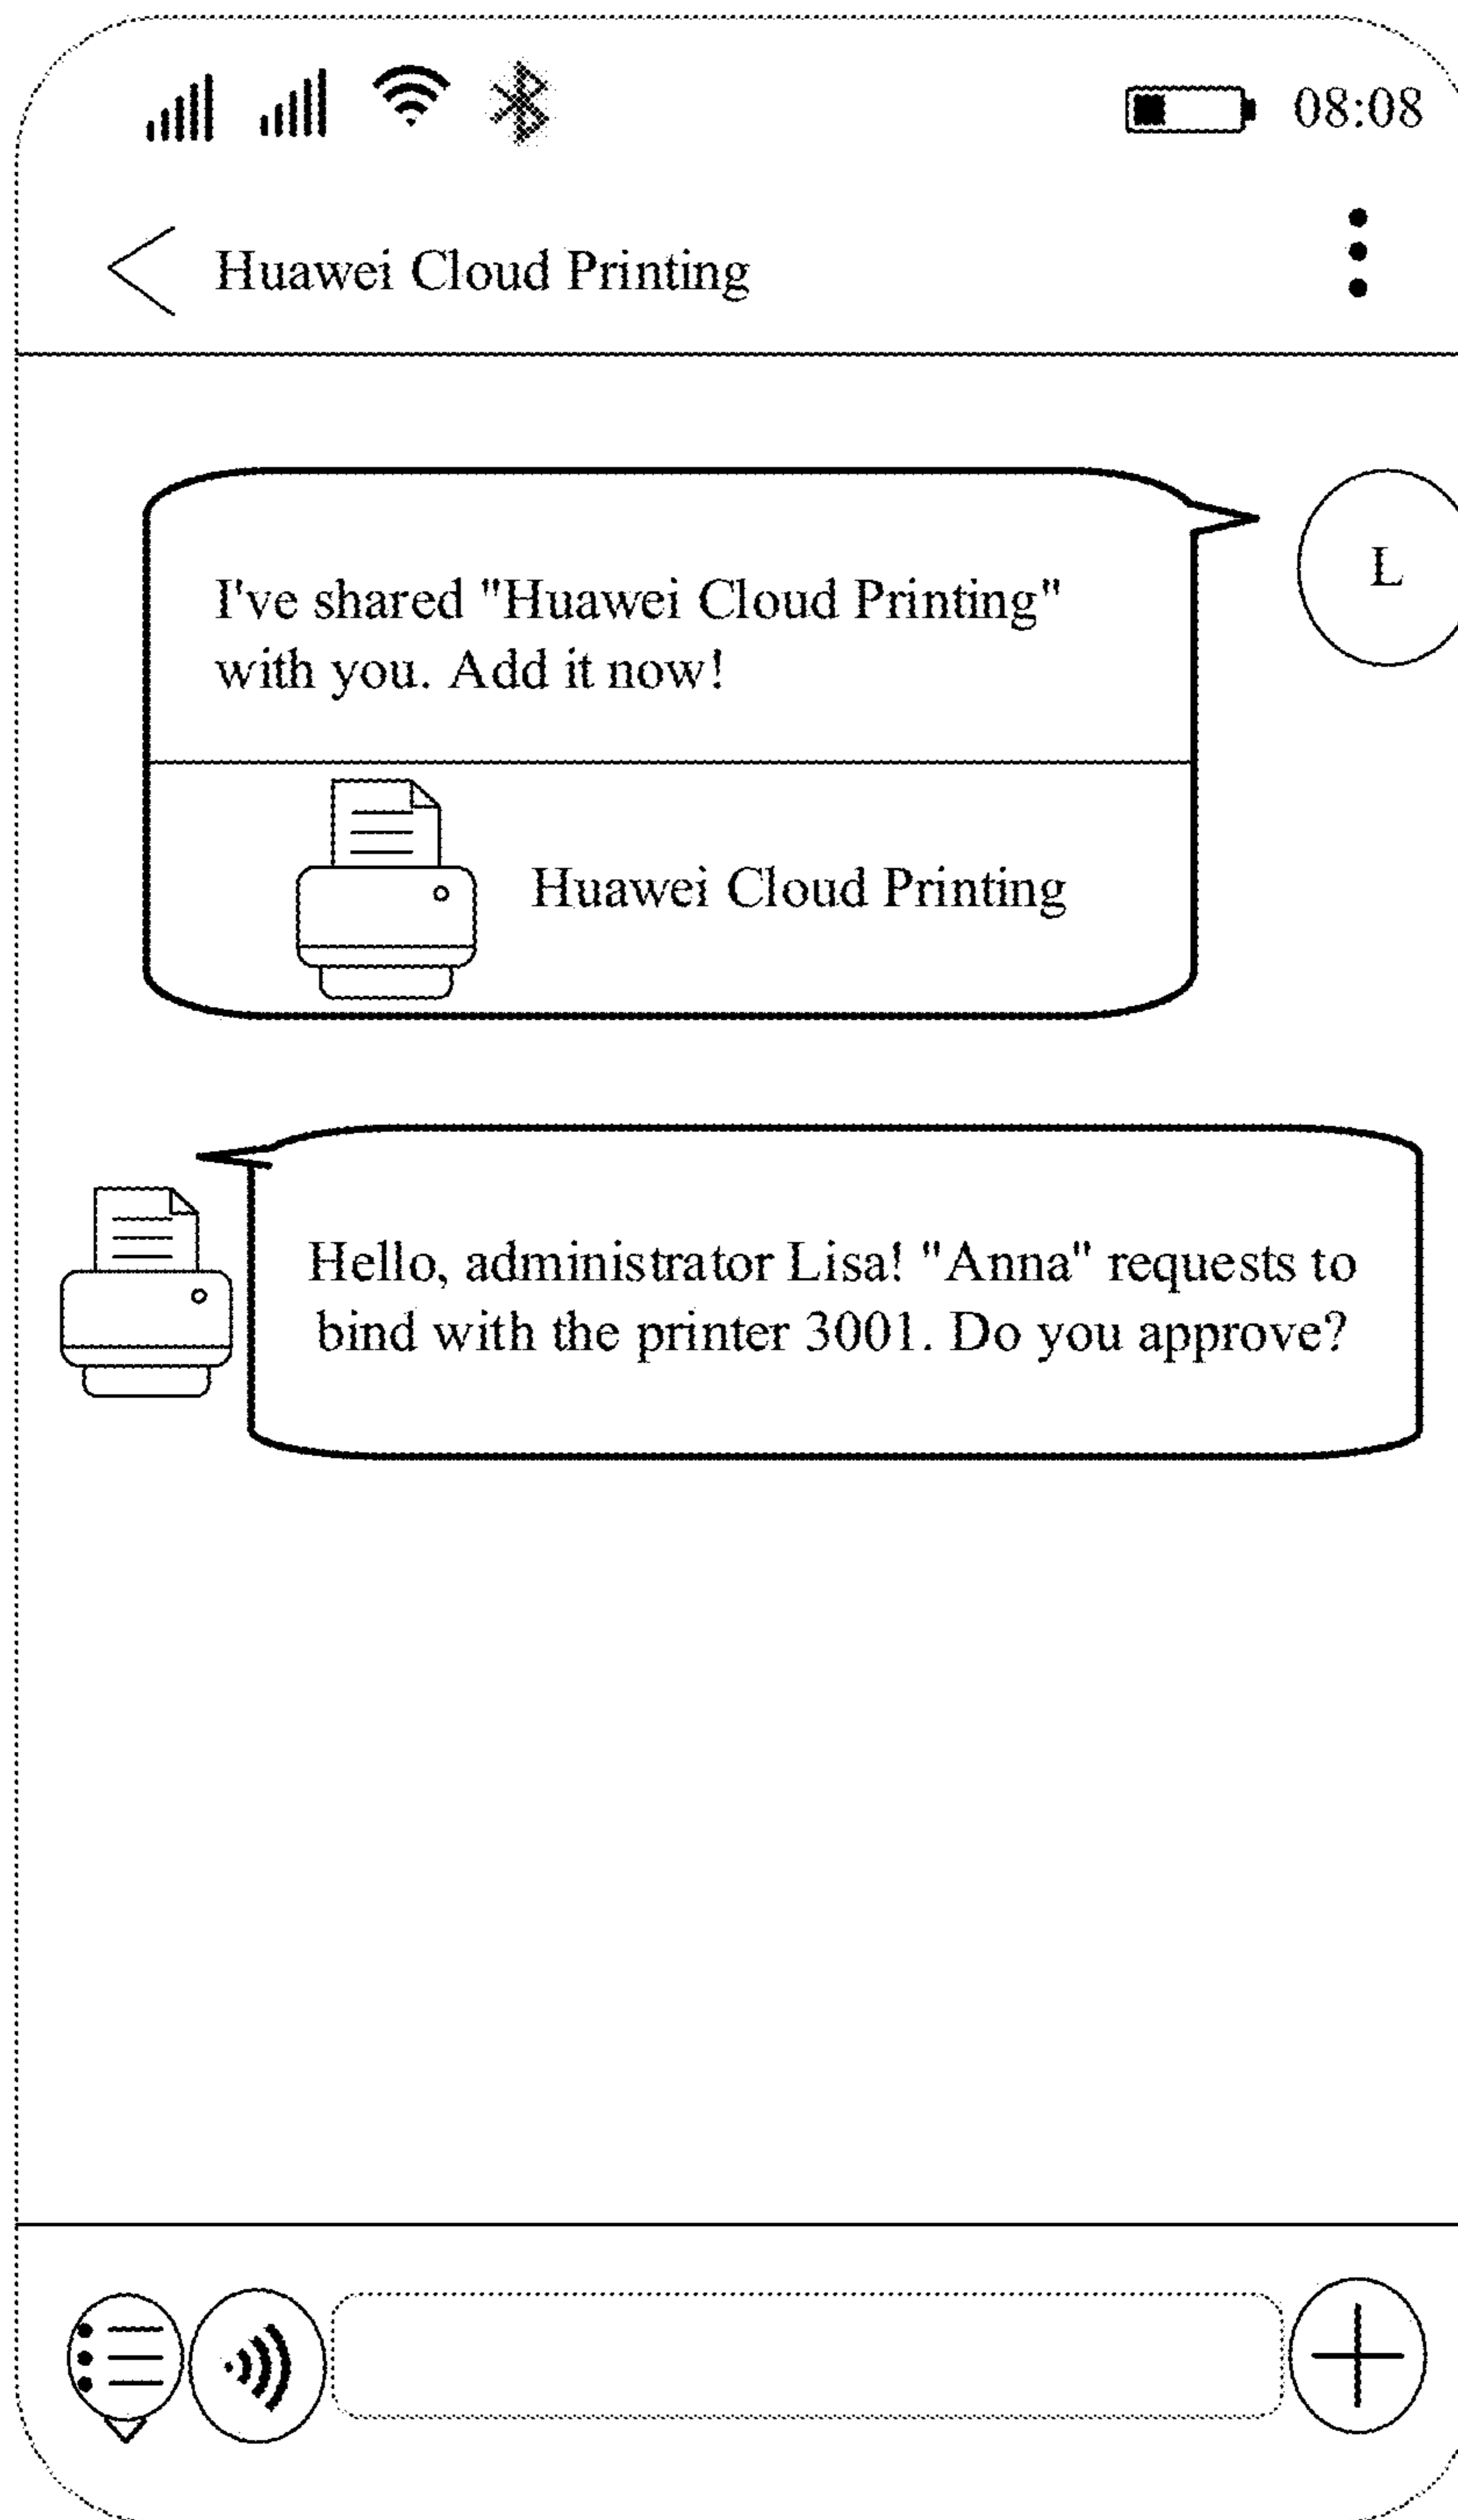 08:08
Huawei Cloud Printing
I've shared "Huawei Cloud Printing"
with you. Add it now!
L
Huawei Cloud Printing
Hello, administrator Lisa! "Anna" requests to
bind with the printer 3001. Do you approve?